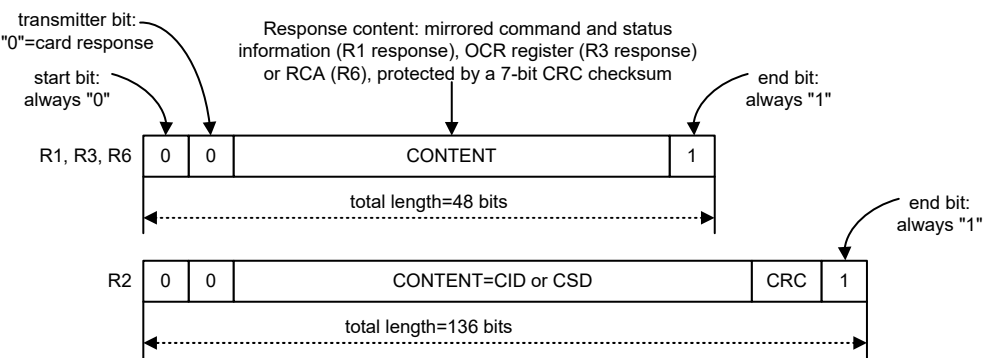 transmitter bit:
"0"=card response
Response content: mirrored command and status
information (R1 response), OCR register (R3 response)
or RCA (R6), protected by a 7-bit CRC checksum
start bit:
always "0"
end bit:
always "1"
R1, R3, R6
0
0
CONTENT
1
total length=48 bits
end bit:
always "1"
R2
0
0
CONTENT=CID or CSD
CRC
1
total length=136 bits